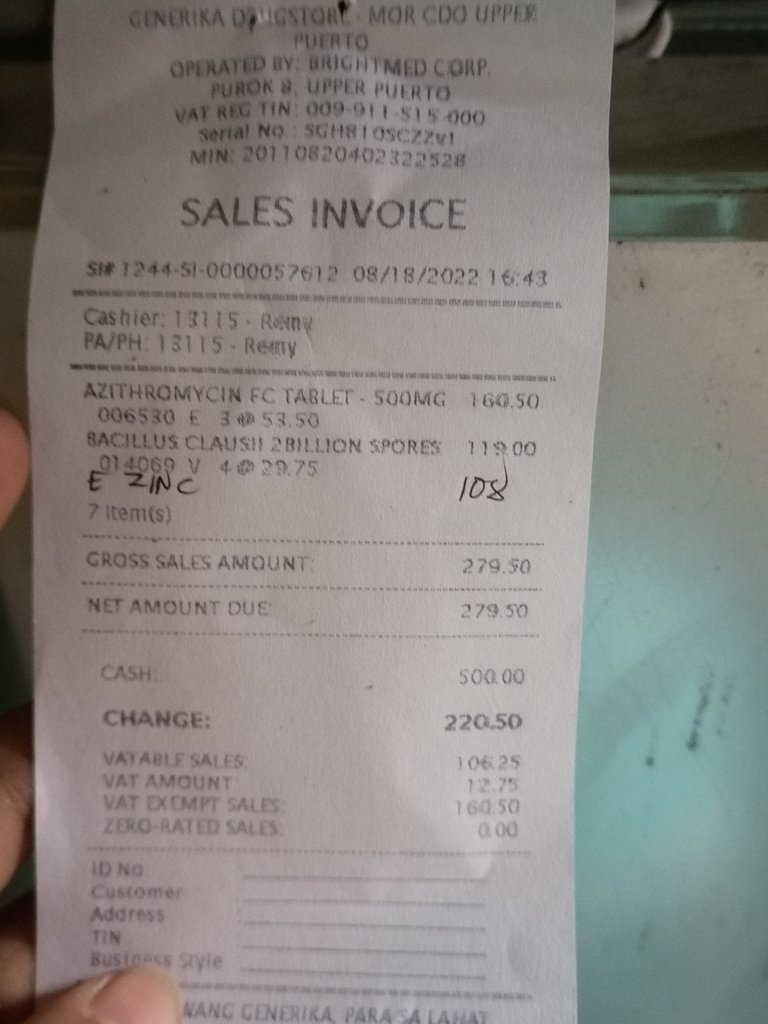 GENERIKA DRUGSTORE - MOR CDO UPPER
PUERTO
OPERATED BY: BRIGHTMED CORP.
PUROK 8, UPPER PUERTO
VAT REG TIN: 009-911-515-000
Serial No.: SGH810SCZZv1
MIN: 20110820402322528
SALES INVOICE
SI# 1244-SI-0000057612 08/18/2022 16:43
Cashier: 13115 - Remy
PA/PH: 13115 - Remy
AZITHROMYCIN FC TABLET - 500MG 160.50
006530 E 3 @ 53.50
BACILLUS CLAUSII 2BILLION SPORES 119.00
014069 V 4 @ 29.75
E ZINC 108
7 Item(s)
GROSS SALES AMOUNT: 279.50
NET AMOUNT DUE: 279.50
CASH: 500.00
CHANGE: 220.50
VATABLE SALES: 106.25
VAT AMOUNT: 12.75
VAT EXEMPT SALES: 160.50
ZERO-RATED SALES: 0.00
ID No
Customer
Address
TIN
Business Style
GENERIKA, PARA SA LAHAT